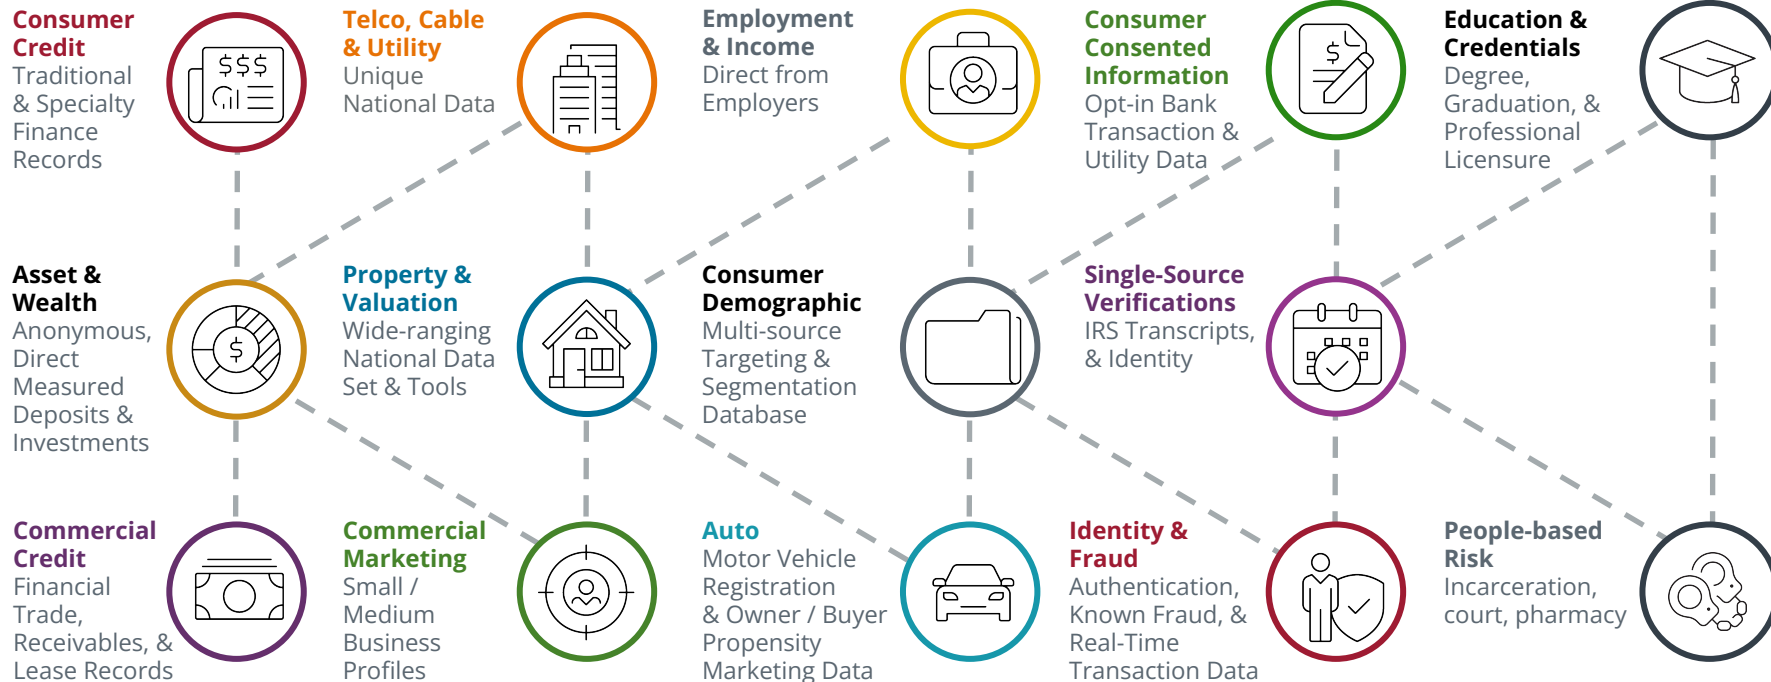 Consumer
Credit
Traditional
& Specialty
Finance
Records
$$$
Telco, Cable
& Utility
Unique
National Data
Employment
& Income
Direct from
Employers
Consumer
Consented
Information
Opt-in Bank
Transaction &
Utility Data
$
Education &
Credentials
Degree,
Graduation, &
Professional
Licensure
Asset &
Wealth
Anonymous,
Direct
Measured
Deposits &
Investments
$
Property &
Valuation
Wide-ranging
National Data
Set & Tools
Consumer
Demographic
Multi-source
Targeting &
Segmentation
Database
Single-Source
Verifications
IRS Transcripts,
& Identity
Commercial
Credit
Financial
Trade,
Receivables, &
Lease Records
Commercial
Marketing
Small /
Medium
Business
Profiles
Auto
Motor Vehicle
Registration
& Owner / Buyer
Propensity
Marketing Data
Identity &
Fraud
Authentication,
Known Fraud, &
Real-Time
Transaction Data
People-based
Risk
Incarceration,
court, pharmacy